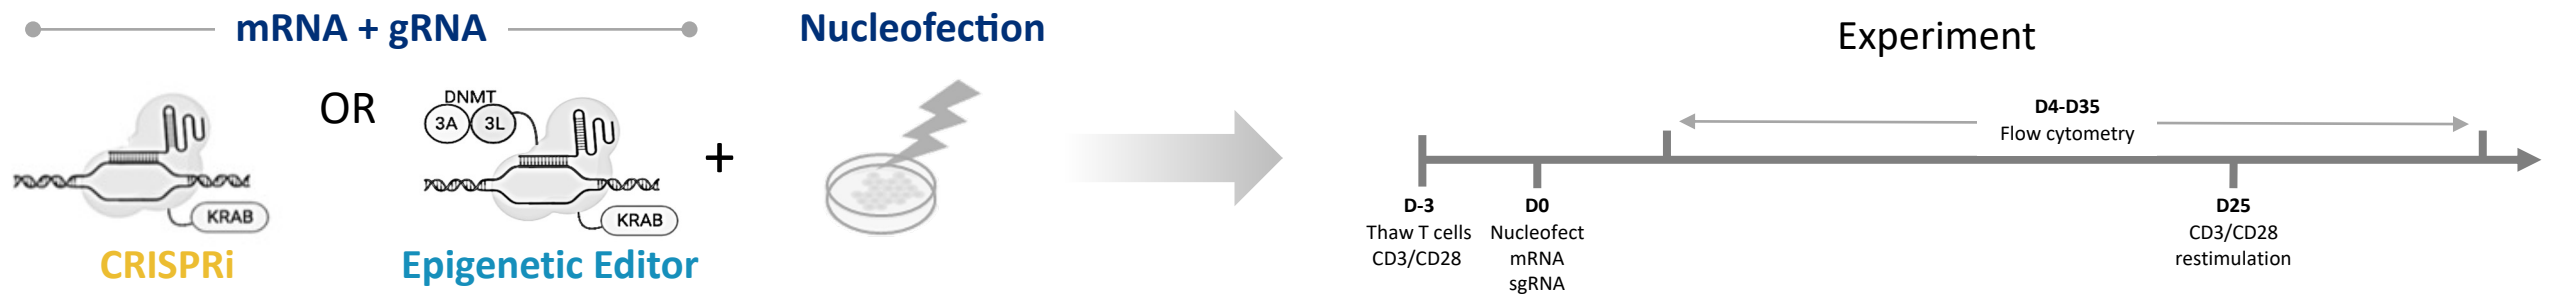 mRNA + gRNA
Nucleofection
Experiment
OR
DNMT
3A
3L
KRAB
CRISPRi
KRAB
Epigenetic Editor
+
D4-D35
Flow cytometry
D-3
Thaw T cells
CD3/CD28
D0
Nucleofect
mRNA
sgRNA
D25
CD3/CD28
restimulation